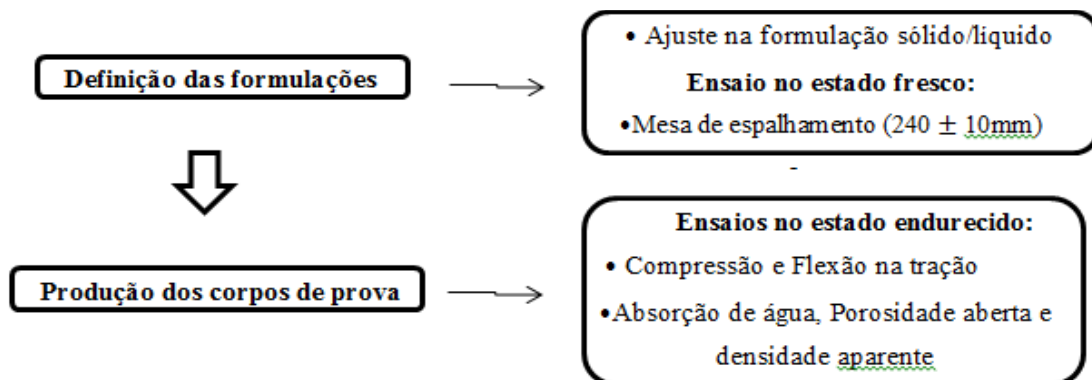 Definição das formulações
• Ajuste na formulação sólido/líquido
Ensaio no estado fresco:
•Mesa de espalhamento (240 ± 10mm)
-
Produção dos corpos de prova
Ensaios no estado endurecido:
• Compressão e Flexão na tração
•Absorção de água, Porosidade aberta e
densidade aparente